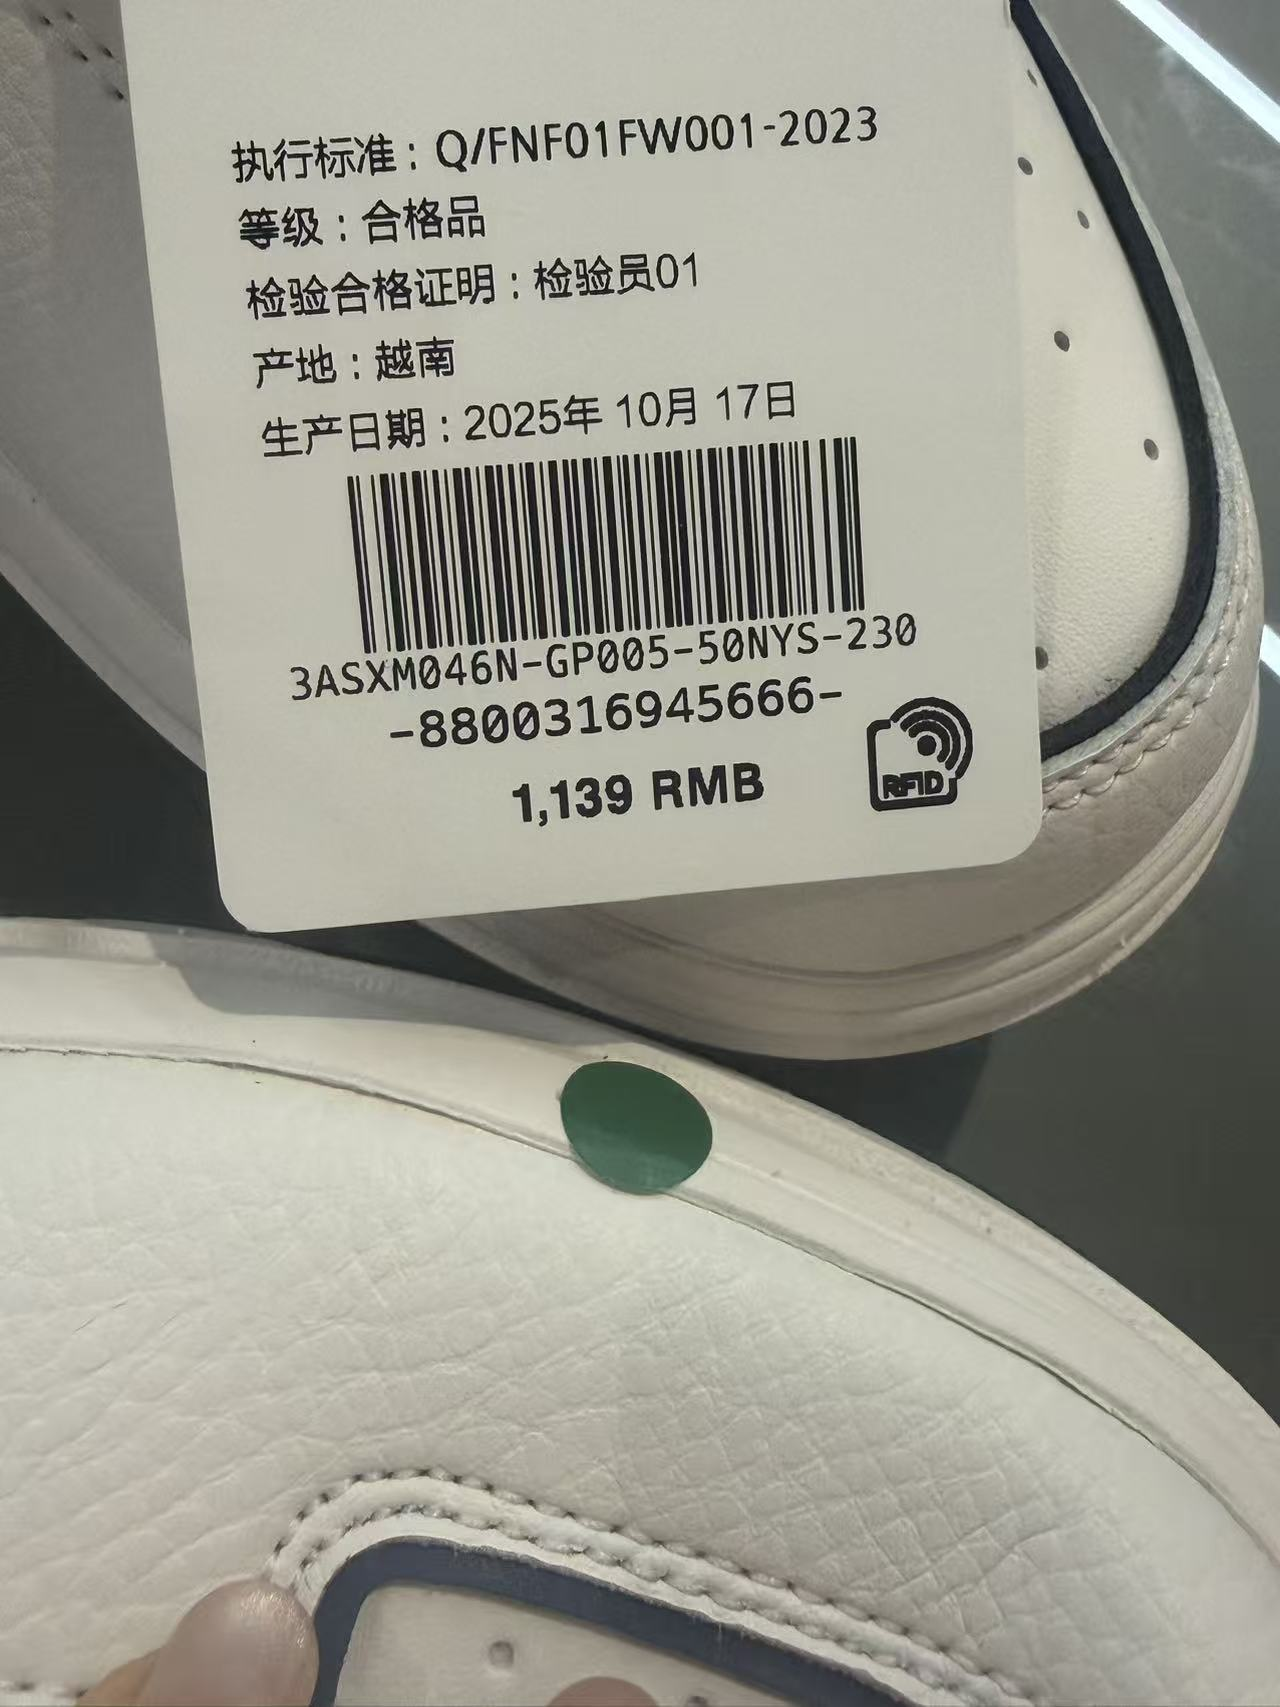 执行标准：Q/FNF01FW001-2023
等级：合格品
检验合格证明：检验员01
产地：越南
生产日期：2025年 10月 17日
3ASXM046N-GP005-50NYS-230
-8800316945666-
1,139 RMB
RFID